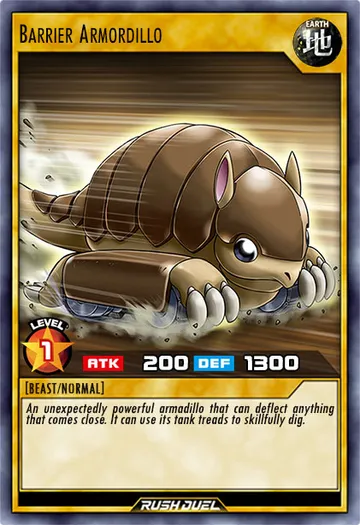 BARRIER ARMORDILLO
EARTH
地
LEVEL
1
ATK 200 DEF 1300
[BEAST/NORMAL]
An unexpectedly powerful armadillo that can deflect anything
that comes close. It can use its tank treads to skillfully dig.
RUSH DUEL